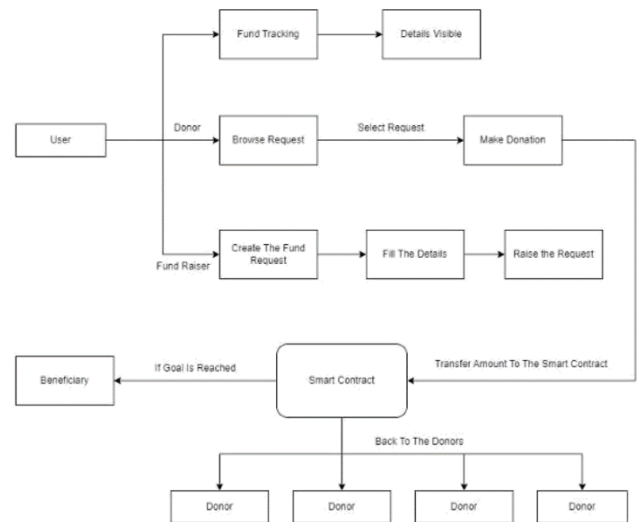 Fund Tracking
Details Visible
User
Donor
Browse Request
Select Request
Make Donation
Fund Raiser
Create The Fund
Request
Fill The Details
Raise the Request
Beneficiary
If Goal Is Reached
Smart Contract
Transfer Amount To The Smart Contract
Back To The Donors
Donor
Donor
Donor
Donor